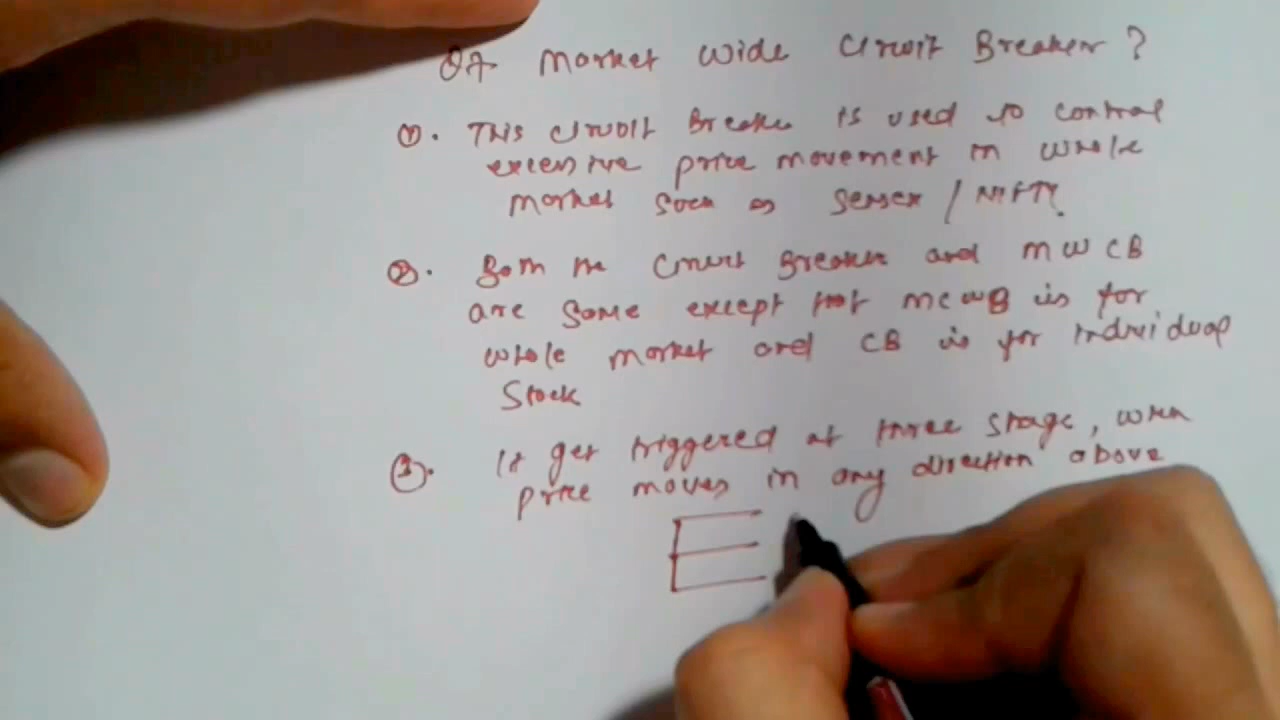 Q7 Market Wide Circuit Breaker ?
(1). This circuit Breaker is used to control
excessive price movement in whole
market such as Sensex / NIFTY.
(2). Both the Circuit Breaker and MWCB
are same except that MCWB is for
whole market and CB is for individual
Stock
(3). It get triggered at three stage, when
price moves in any direction above